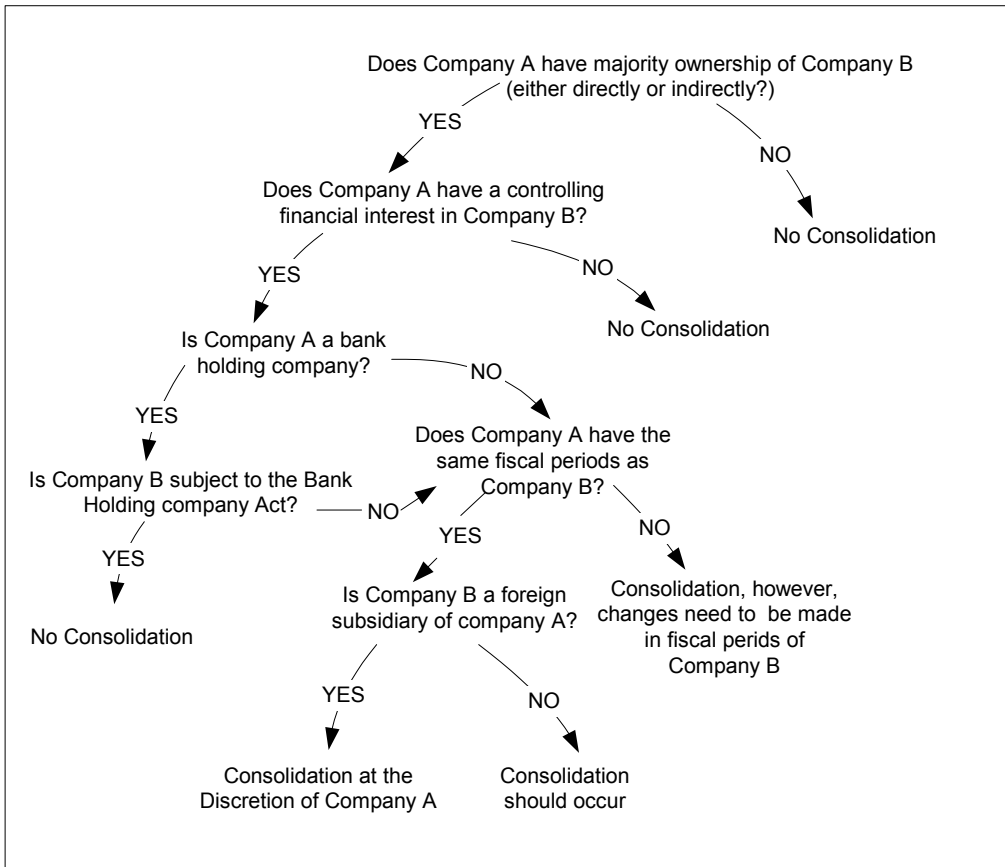 Does Company A have majority ownership of Company B
(either directly or indirectly?)
YES
NO
Does Company A have a controlling
financial interest in Company B?
No Consolidation
YES
NO
No Consolidation
Is Company A a bank
holding company?
NO
YES
Does Company A have the
same fiscal periods as
Company B?
Is Company B subject to the Bank
Holding company Act?
NO
YES
NO
YES
Is Company B a foreign
subsidiary of company A?
Consolidation, however,
changes need to be made
in fiscal perids of
Company B
No Consolidation
YES
NO
Consolidation at the
Discretion of Company A
Consolidation
should occur